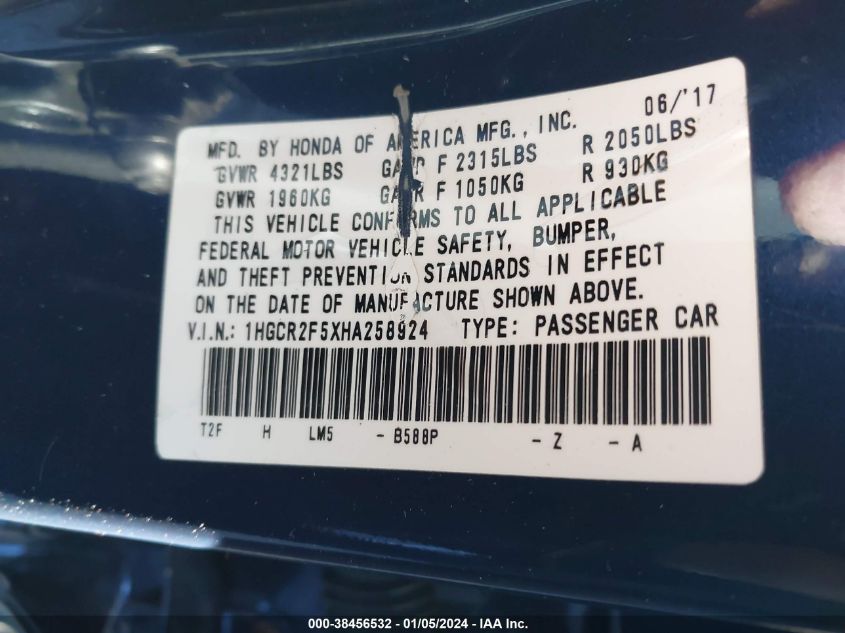 06/'17
MFD. BY HONDA OF AMERICA MFG., INC.
GVWR 4321LBS GAWR F 2315LBS R 2050LBS
GVWR 1960KG GAWR F 1050KG R 930KG
THIS VEHICLE CONFORMS TO ALL APPLICABLE
FEDERAL MOTOR VEHICLE SAFETY, BUMPER,
AND THEFT PREVENTION STANDARDS IN EFFECT
ON THE DATE OF MANUFACTURE SHOWN ABOVE.
V.I.N.: 1HGCR2F5XHA258924 TYPE: PASSENGER CAR
T2F H LM5 - B588P - Z - A
000-38456532 - 01/05/2024 - IAA Inc.